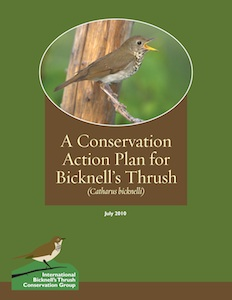 A Conservation
Action Plan for
Bicknell's Thrush
(Catharus bicknelli)
July 2010
International
Bicknell's Thrush
Conservation Group